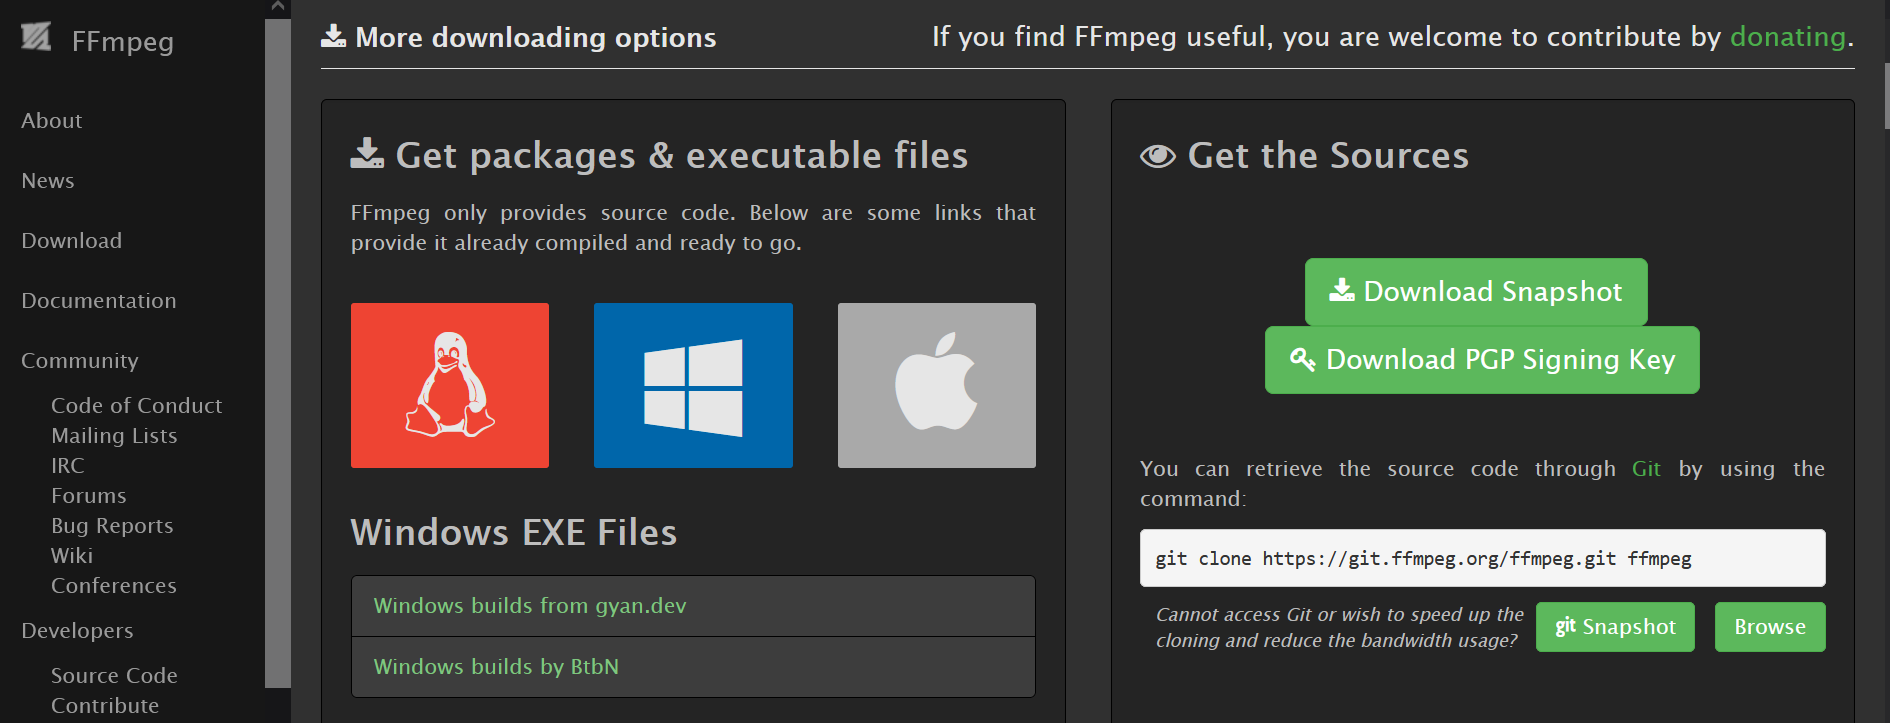 FFmpeg
About
News
Download
Documentation
Community
Code of Conduct
Mailing Lists
IRC
Forums
Bug Reports
Wiki
Conferences
Developers
Source Code
Contribute
More downloading options
If you find FFmpeg useful, you are welcome to contribute by donating.
Get packages & executable files
FFmpeg only provides source code. Below are some links that
provide it already compiled and ready to go.
Windows EXE Files
Windows builds from gyan.dev
Windows builds by BtbN
Get the Sources
Download Snapshot
Download PGP Signing Key
You can retrieve the source code through Git by using the
command:
git clone https://git.ffmpeg.org/ffmpeg.git ffmpeg
Cannot access Git or wish to speed up the
cloning and reduce the bandwidth usage?
git Snapshot
Browse